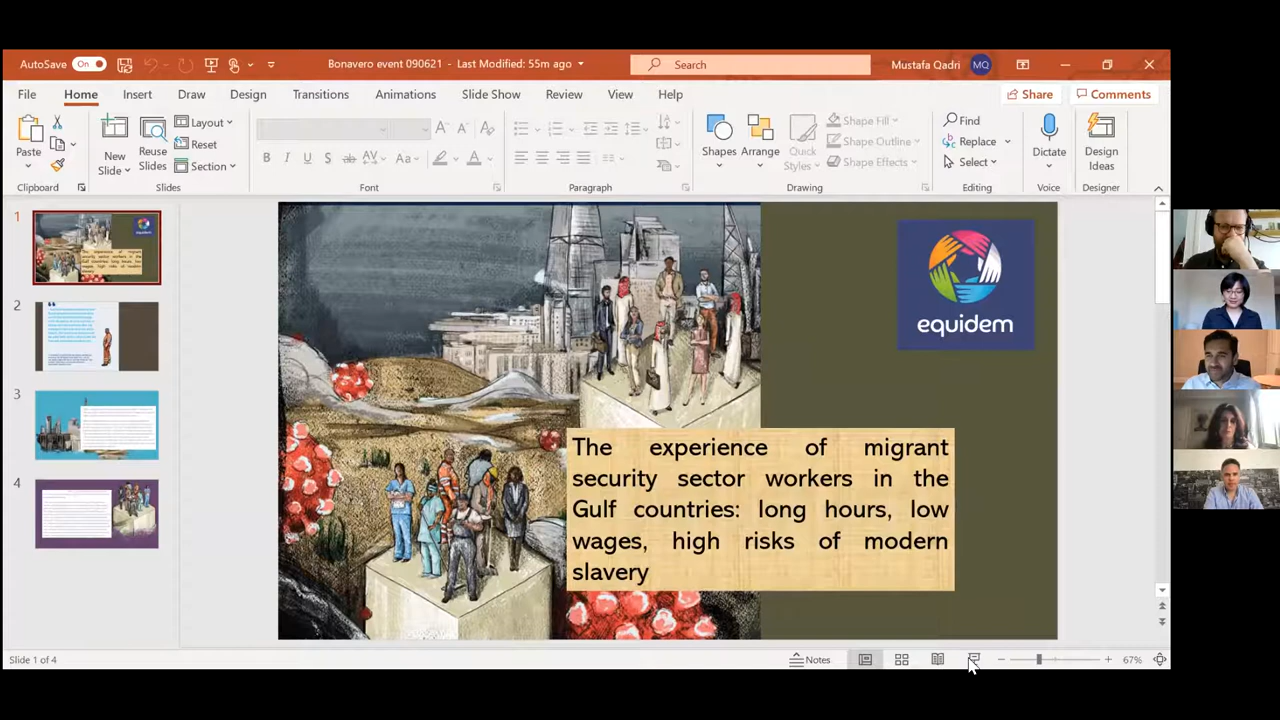 AutoSave On
Bonavero event 090621 - Last Modified: 55m ago
Search
Mustafa Qadri MQ
File Home Insert Draw Design Transitions Animations Slide Show Review View Help Share Comments
Paste
Clipboard
New Slide
Reuse Slides
Layout
Reset
Section
Slides
B I U S ab AV Aa A
Font
Paragraph
Shapes
Arrange
Quick Styles
Shape Fill
Shape Outline
Shape Effects
Drawing
Find
Replace
Select
Editing
Dictate
Voice
Design Ideas
Designer
1
2
3
4
equidem
The experience of migrant
security sector workers in the
Gulf countries: long hours, low
wages, high risks of modern
slavery
Slide 1 of 4
Notes
67%